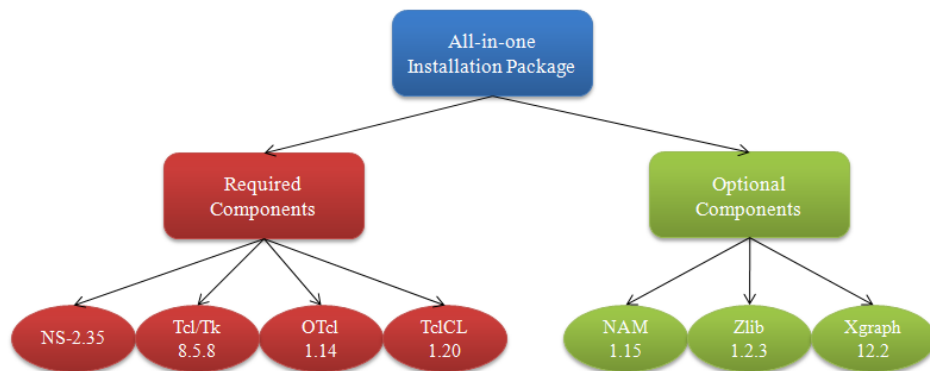 All-in-one
Installation Package
Required
Components
Optional
Components
NS-2.35
Tcl/Tk
8.5.8
OTcl
1.14
TclCL
1.20
NAM
1.15
Zlib
1.2.3
Xgraph
12.2